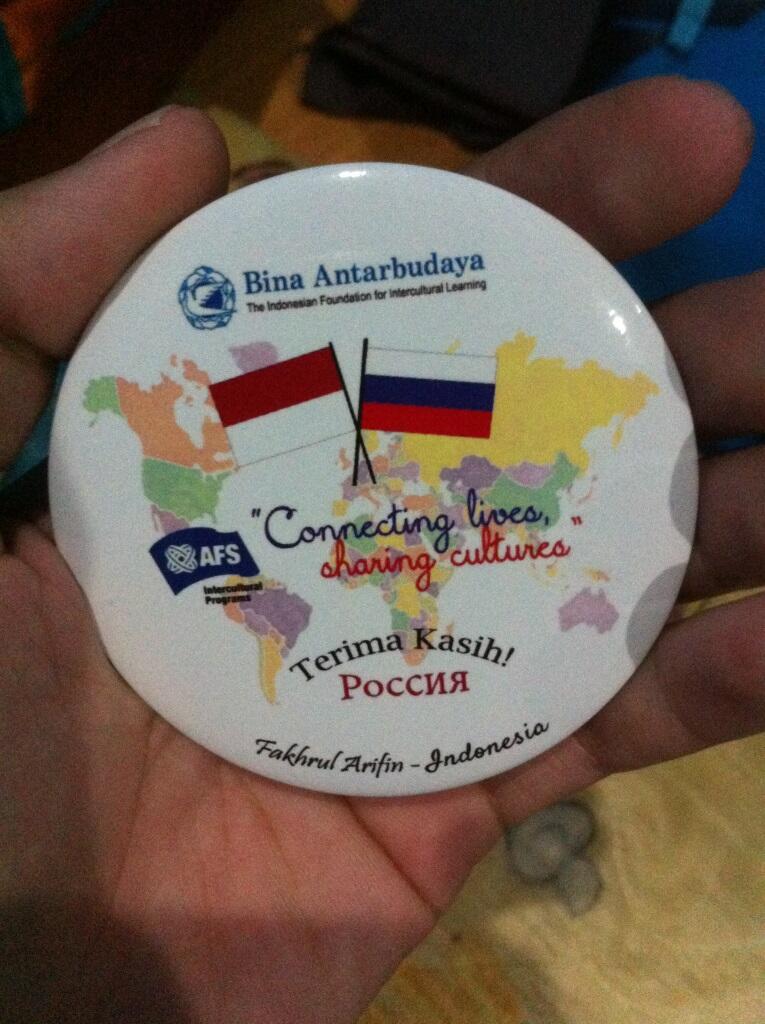 Bina Antarbudaya
The Indonesian Foundation for Intercultural Learning
"Connecting lives,
sharing cultures"
AFS
Intercultural
Programs
Terima Kasih!
РОССИЯ
Fakhrul Arifin - Indonesia